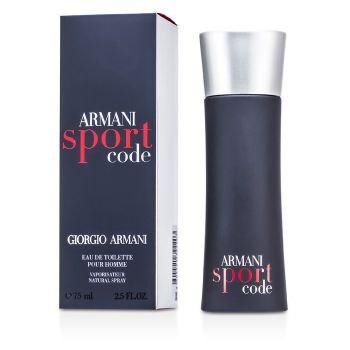 ARMANI
sport
code
GIORGIO ARMANI
EAU DE TOILETTE
POUR HOMME
VAPORISATEUR
NATURAL SPRAY
e 75 ml 2.5 FL.OZ.
ARMANI
sport
code